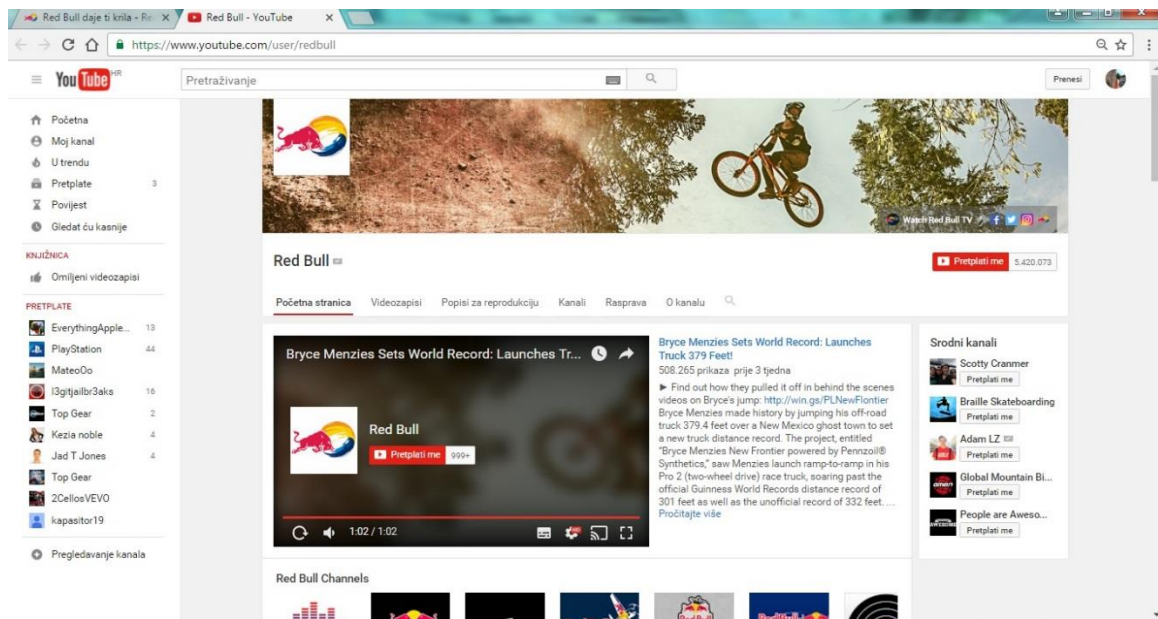 Red Bull daje ti krila - Re
Red Bull - YouTube
https://www.youtube.com/user/redbull
YouTube HR
Pretraživanje
Prenesi
Početna
Moj kanal
U trendu
Pretplate 3
Povijest
Gledat ću kasnije
KNJIŽNICA
Omiljeni videozapisi
PRETPLATE
EverythingApple... 13
PlayStation 44
MateoOo
l3gitjailbr3aks 16
Top Gear 2
Kezia noble 4
Jad T Jones 4
Top Gear
2CellosVEVO
kapasitor19
Pregledavanje kanala
Watch Red Bull TV
Red Bull
Pretplati me 5.420.073
Početna stranica Videozapisi Popisi za reprodukciju Kanali Rasprava O kanalu
Bryce Menzies Sets World Record: Launches Tr...
Red Bull
Pretplati me 999+
1:02 / 1:02
Bryce Menzies Sets World Record: Launches
Truck 379 Feet!
508.265 prikaza prije 3 tjedna
► Find out how they pulled it off in behind the scenes
videos on Bryce's jump: http://win.gs/PLNewFlontier
Bryce Menzies made history by jumping his off-road
truck 379.4 feet over a New Mexico ghost town to set
a new truck distance record. The project, entitled
"Bryce Menzies New Frontier powered by Pennzoil®
Synthetics," saw Menzies launch ramp-to-ramp in his
Pro 2 (two-wheel drive) race truck, soaring past the
official Guinness World Records distance record of
301 feet as well as the unofficial record of 332 feet. ...
Pročitajte više
Srodni kanali
Scotty Cranmer
Pretplati me
Braille Skateboarding
Pretplati me
Adam LZ
Pretplati me
Global Mountain Bi...
Pretplati me
People are Aweso...
Pretplati me
Red Bull Channels